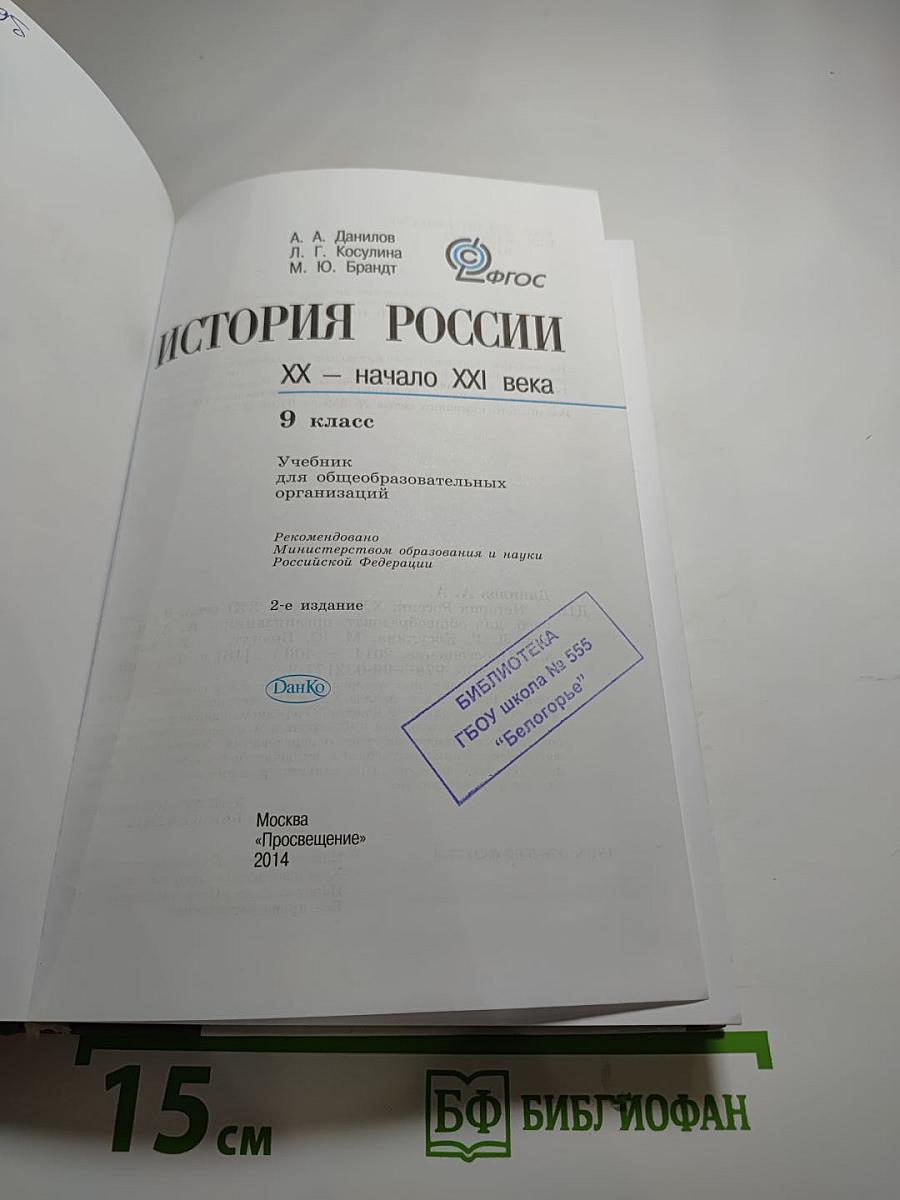 А. А. Данилов
Л. Г. Косулина
М. Ю. Брандт
ФГОС
ИСТОРИЯ РОССИИ
XX — начало XXI века
9 класс
Учебник
для общеобразовательных
организаций
Рекомендовано
Министерством образования и науки
Российской Федерации
2-е издание
ДанКо
БИБЛИОТЕКА
ГБОУ школа № 555
"Белогорье"
Москва
«Просвещение»
2014
15 см
БФ БИБЛИОФАН